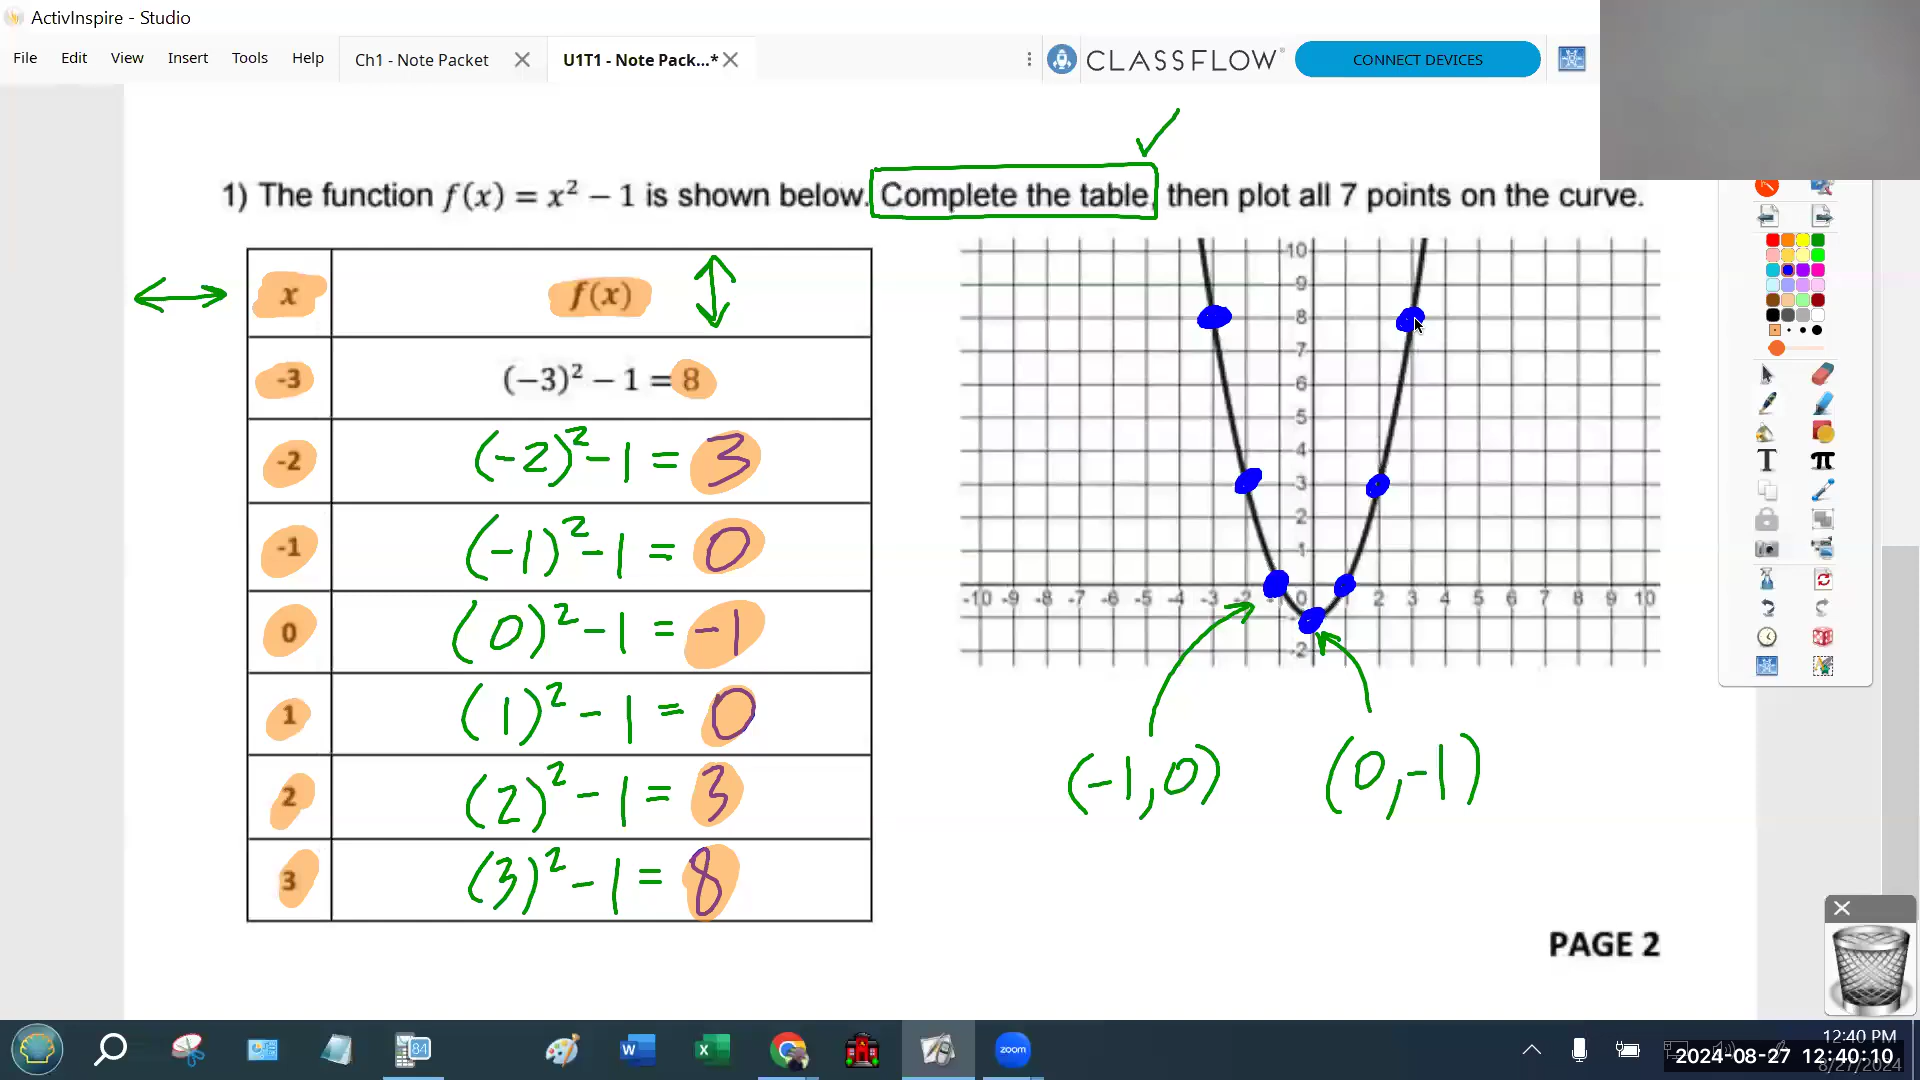 ActivInspire - Studio
File Edit View Insert Tools Help
Ch1 - Note Packet
U1T1 - Note Pack...*
CLASSFLOW
CONNECT DEVICES
1) The function f(x) = x² − 1 is shown below. Complete the table, then plot all 7 points on the curve.
x f(x)
-3 (−3)² − 1 = 8
-2 (-2)² - 1 = 3
-1 (-1)² - 1 = 0
0 (0)² - 1 = -1
1 (1)² - 1 = 0
2 (2)² - 1 = 3
3 (3)² - 1 = 8
10
9
8
7
6
5
4
3
2
1
-10 -9 -8 -7 -6 -5 -4 -3 -2 0 2 3 4 5 6 7 8 9 10
-2
(-1,0) (0,-1)
PAGE 2
T π
84
W X zoom
12:40 PM
2024-08-27 12:40:10
8/27/2024